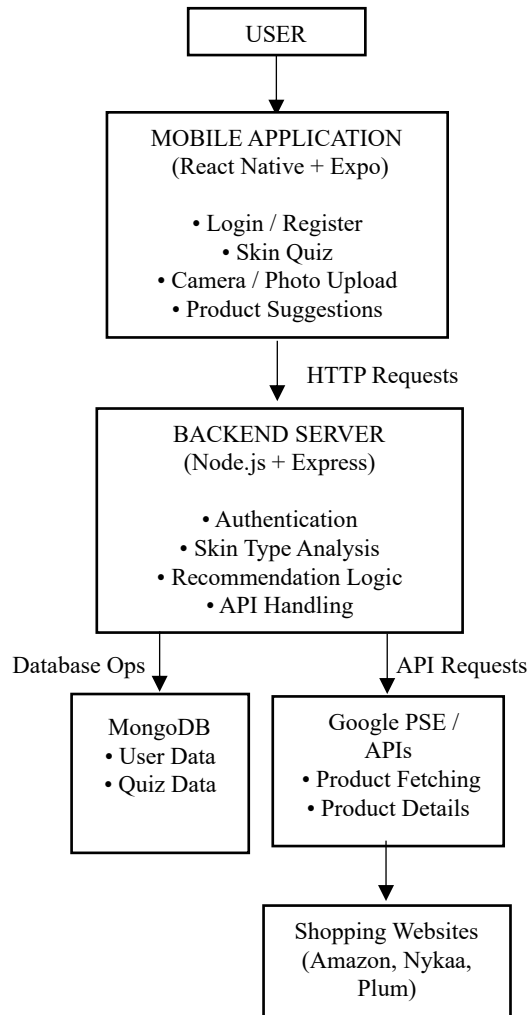 USER
MOBILE APPLICATION
(React Native + Expo)
• Login / Register
• Skin Quiz
• Camera / Photo Upload
• Product Suggestions
HTTP Requests
BACKEND SERVER
(Node.js + Express)
• Authentication
• Skin Type Analysis
• Recommendation Logic
• API Handling
Database Ops
API Requests
MongoDB
• User Data
• Quiz Data
Google PSE /
APIs
• Product Fetching
• Product Details
Shopping Websites
(Amazon, Nykaa,
Plum)